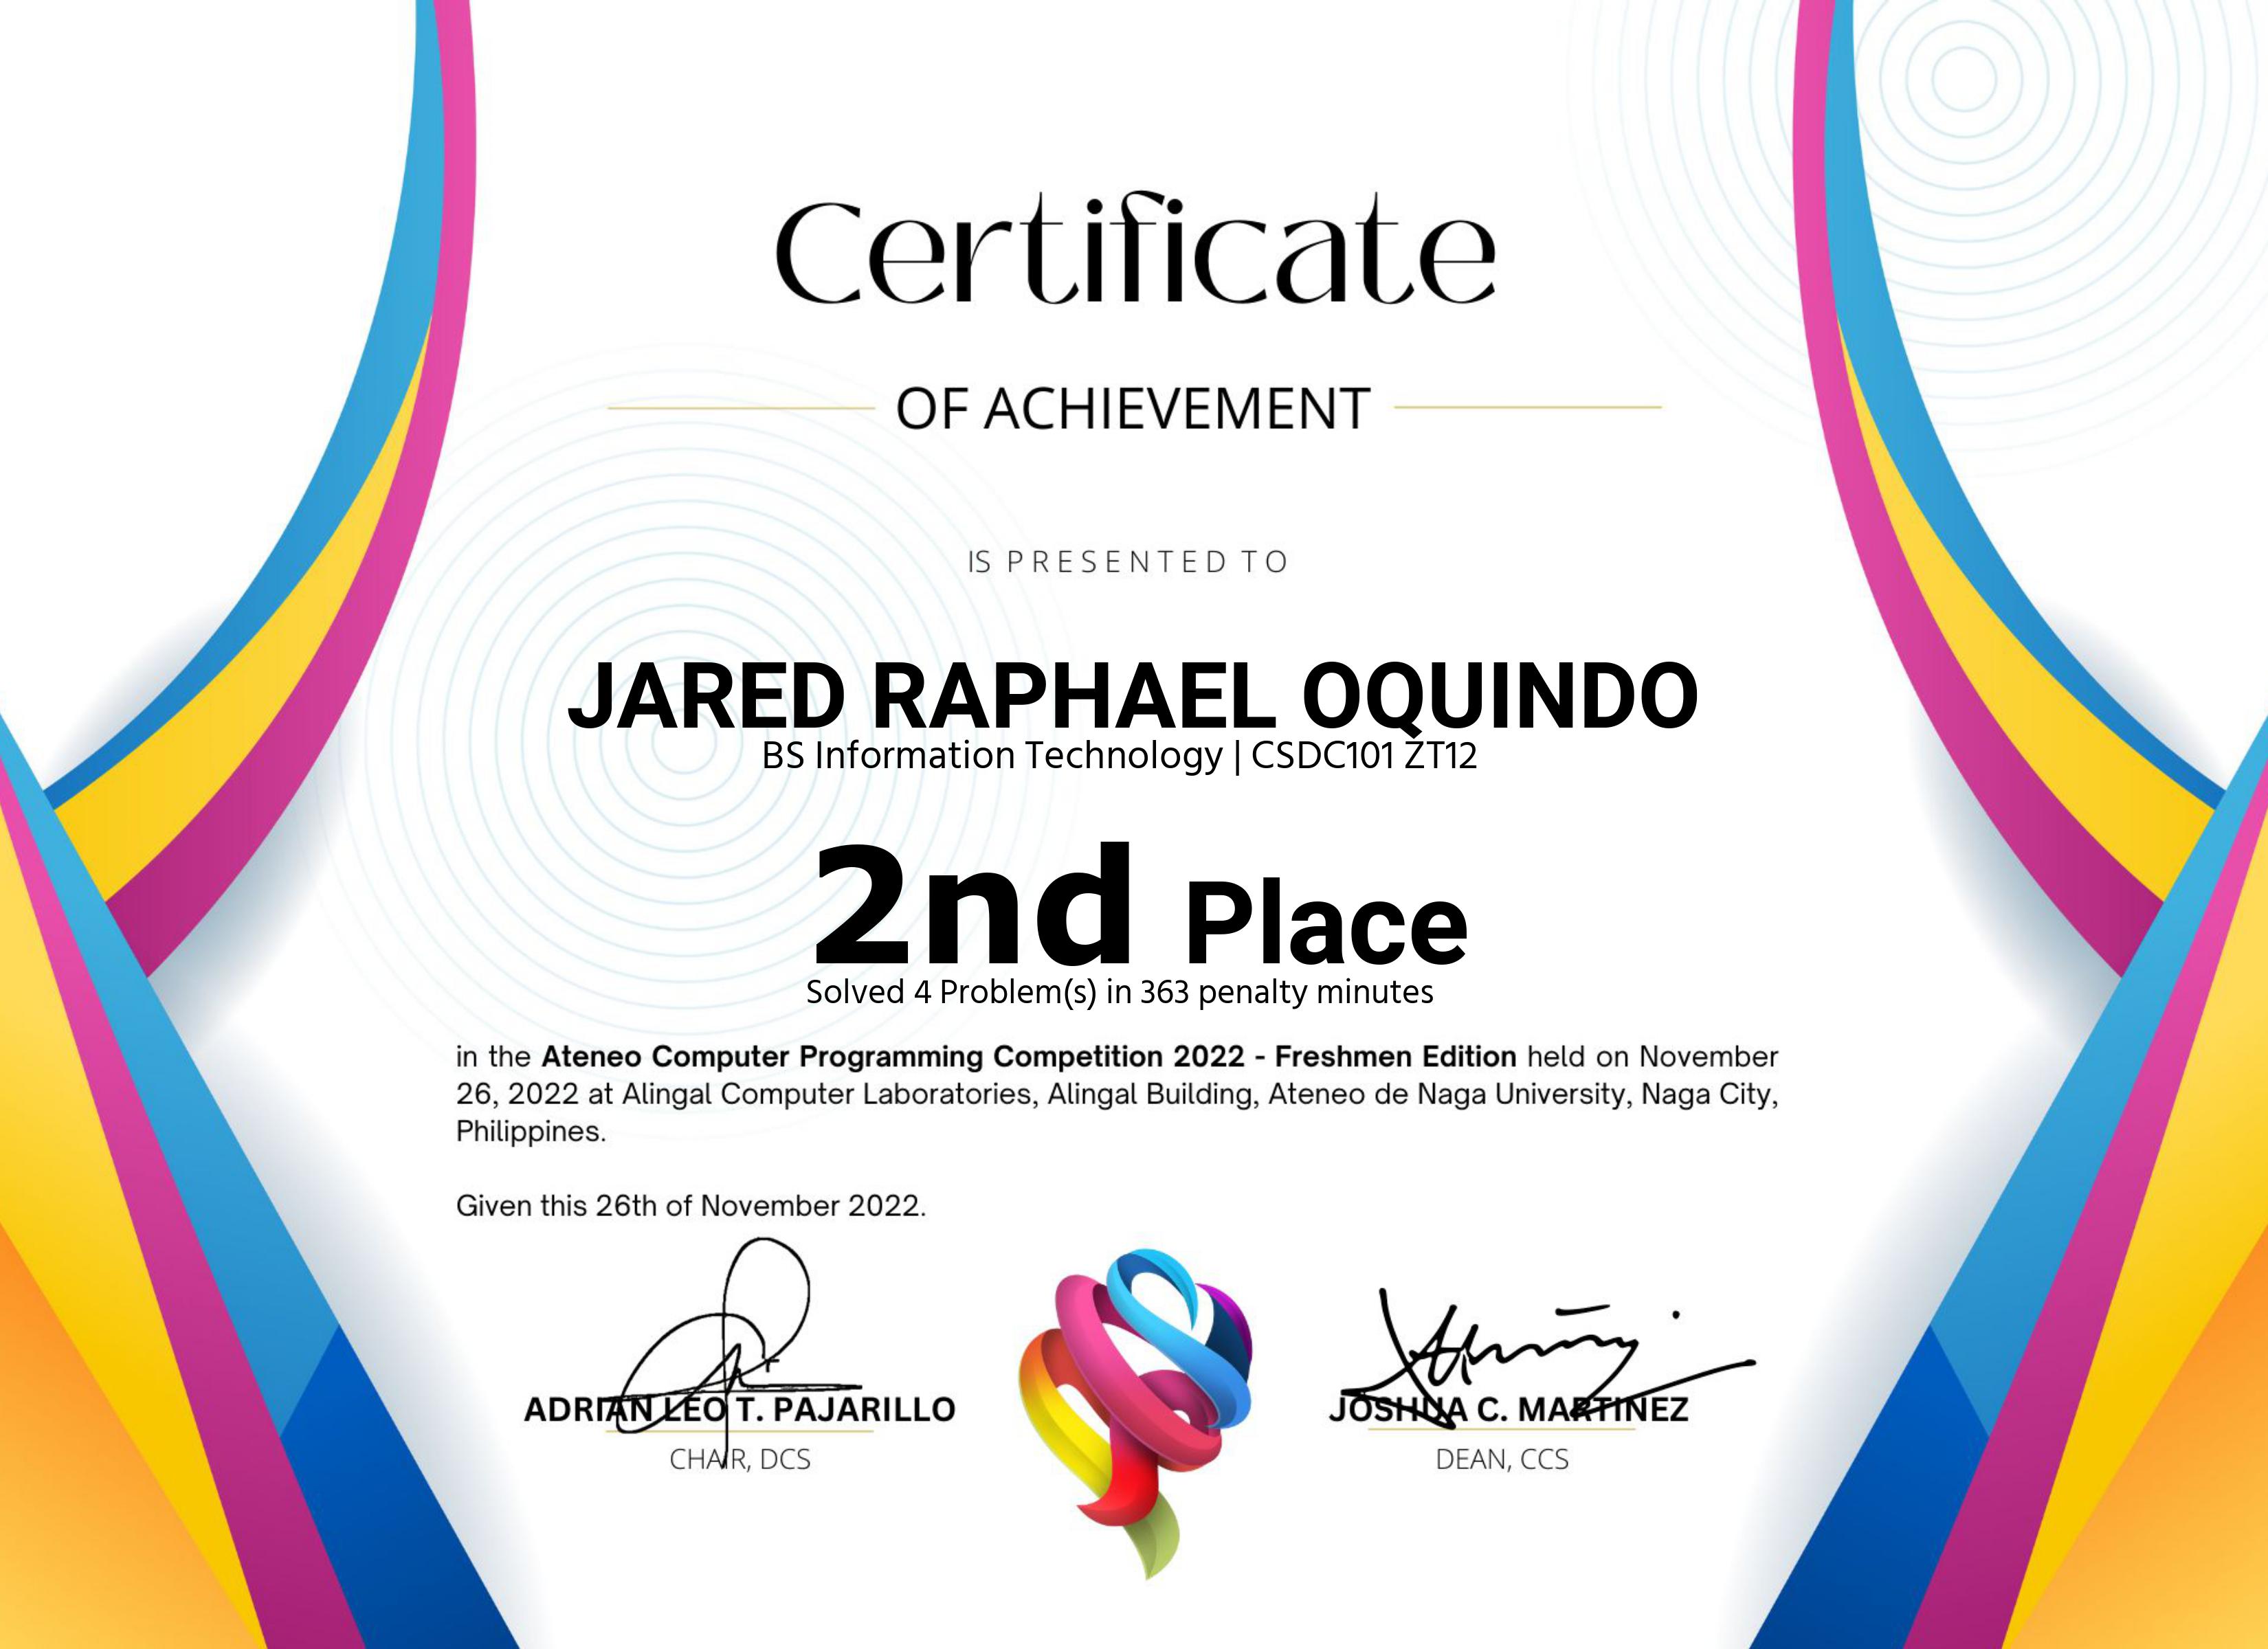 Certificate
OF ACHIEVEMENT
IS PRESENTED TO
JARED RAPHAEL OQUINDO
BS Information Technology | CSDC101 ZT12
2nd Place
Solved 4 Problem(s) in 363 penalty minutes
in the Ateneo Computer Programming Competition 2022 - Freshmen Edition held on November
26, 2022 at Alingal Computer Laboratories, Alingal Building, Ateneo de Naga University, Naga City,
Philippines.
Given this 26th of November 2022.
ADRIAN LEO T. PAJARILLO
CHAIR, DCS
JOSHUA C. MARTINEZ
DEAN, CCS